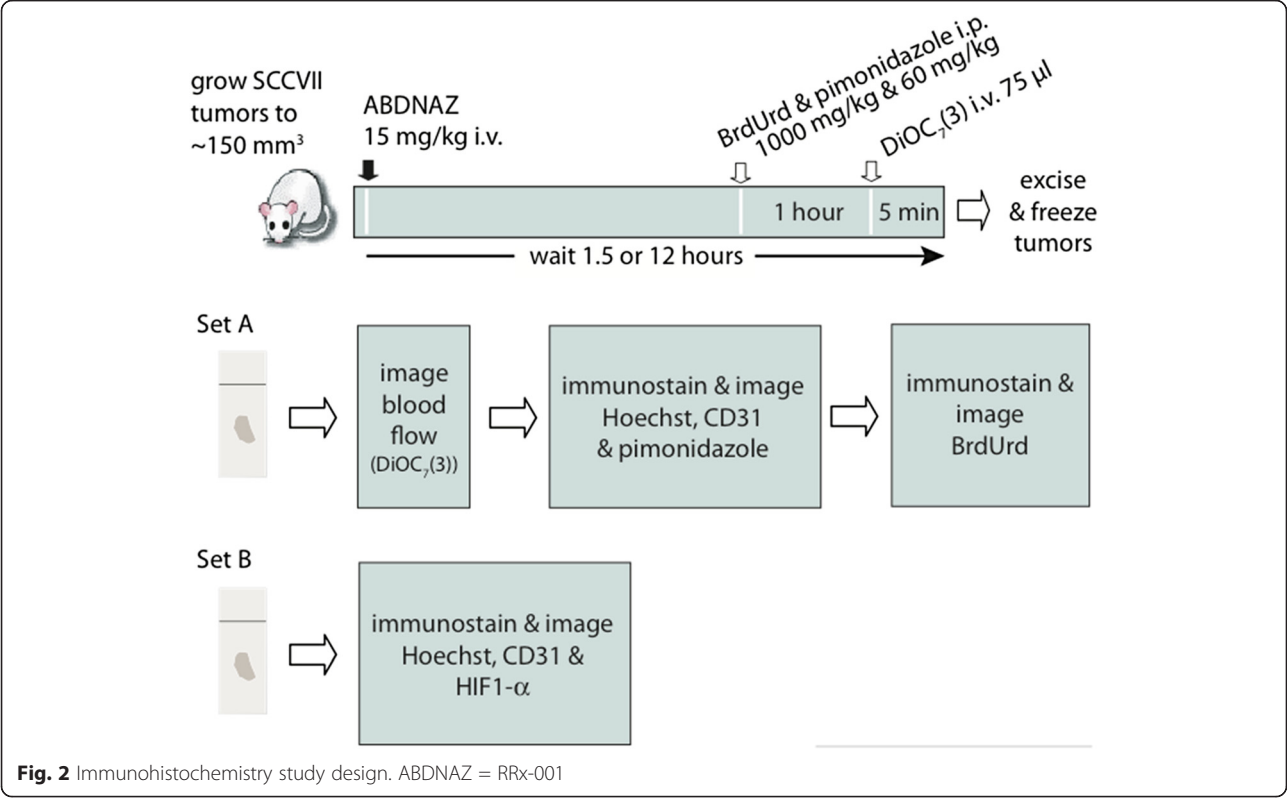 grow SCCVII
tumors to
~150 mm³
ABDNAZ
15 mg/kg i.v.
BrdUrd & pimonidazole i.p.
1000 mg/kg & 60 mg/kg
DiOC₇(3) i.v. 75 µl
1 hour
5 min
excise
& freeze
tumors
wait 1.5 or 12 hours
Set A
image
blood
flow
(DiOC₇(3))
immunostain & image
Hoechst, CD31
& pimonidazole
immunostain &
image
BrdUrd
Set B
immunostain & image
Hoechst, CD31 &
HIF1-α
Fig. 2 Immunohistochemistry study design. ABDNAZ = RRx-001